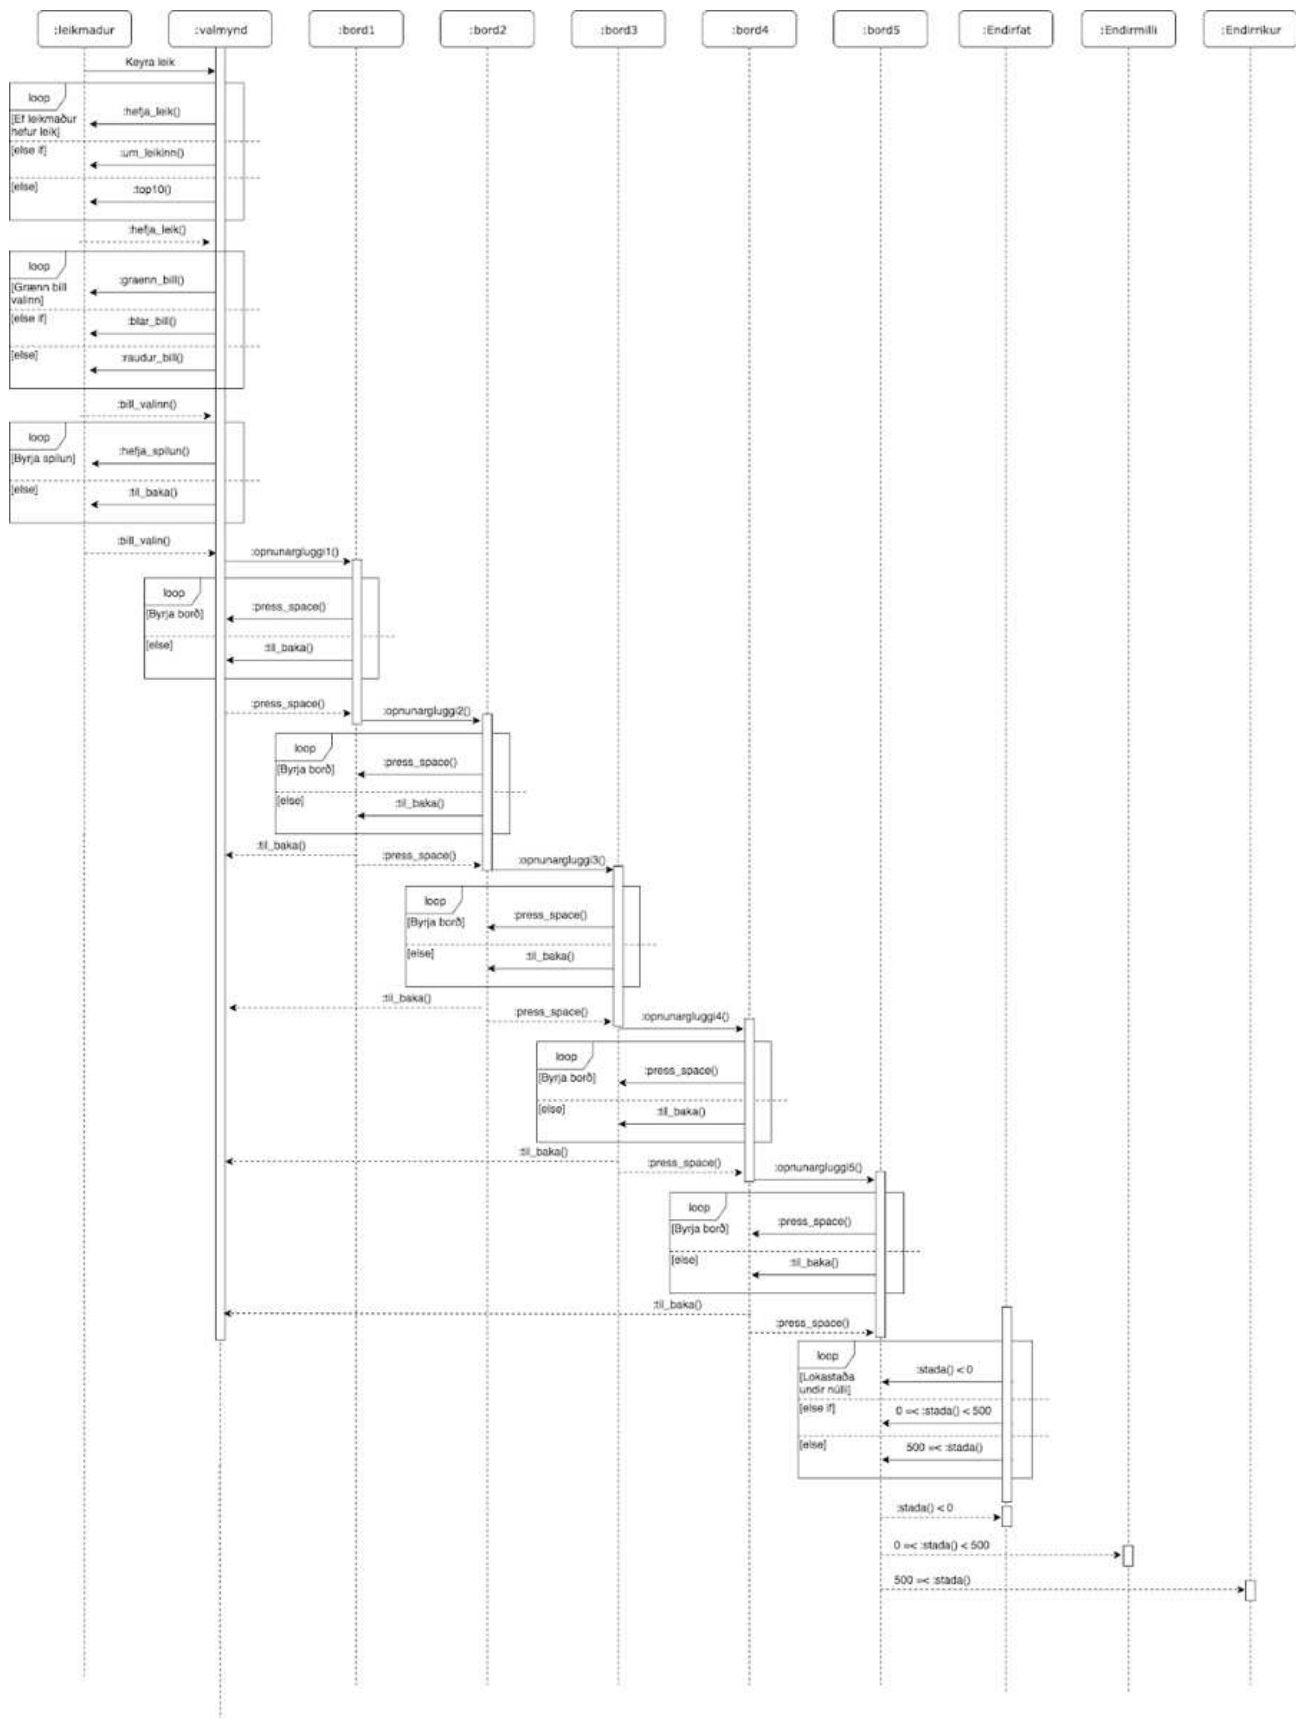 :leikmadur
:valmynd
:bord1
:bord2
:bord3
:bord4
:bord5
:Endirfat
:Endirmilli
:Endirrikur
Keyra leik
loop
[Ef leikmaður
hefur leik]
:hefja_leik()
[else if]
:um_leikinn()
[else]
:top10()
:hefja_leik()
loop
[Grænn bill
valinn]
:graenn_bill()
[else if]
:blar_bill()
[else]
:raudur_bill()
:bill_valinn()
loop
[Byrja spilun]
:hefja_spilun()
[else]
:til_baka()
:bill_valin()
:opnunargluggi1()
loop
[Byrja borð]
:press_space()
[else]
:til_baka()
:press_space()
:opnunargluggi2()
loop
[Byrja borð]
:press_space()
[else]
:til_baka()
:til_baka()
:press_space()
:opnunargluggi3()
loop
[Byrja borð]
:press_space()
[else]
:til_baka()
:til_baka()
:press_space()
:opnunargluggi4()
loop
[Byrja borð]
:press_space()
[else]
:til_baka()
:til_baka()
:press_space()
:opnunargluggi5()
loop
[Byrja borð]
:press_space()
[else]
:til_baka()
:til_baka()
:press_space()
loop
[Lokastaða
undir núlli]
:stada() < 0
[else if]
0 =< :stada() < 500
[else]
500 =< :stada()
:stada() < 0
0 =< :stada() < 500
500 =< :stada()